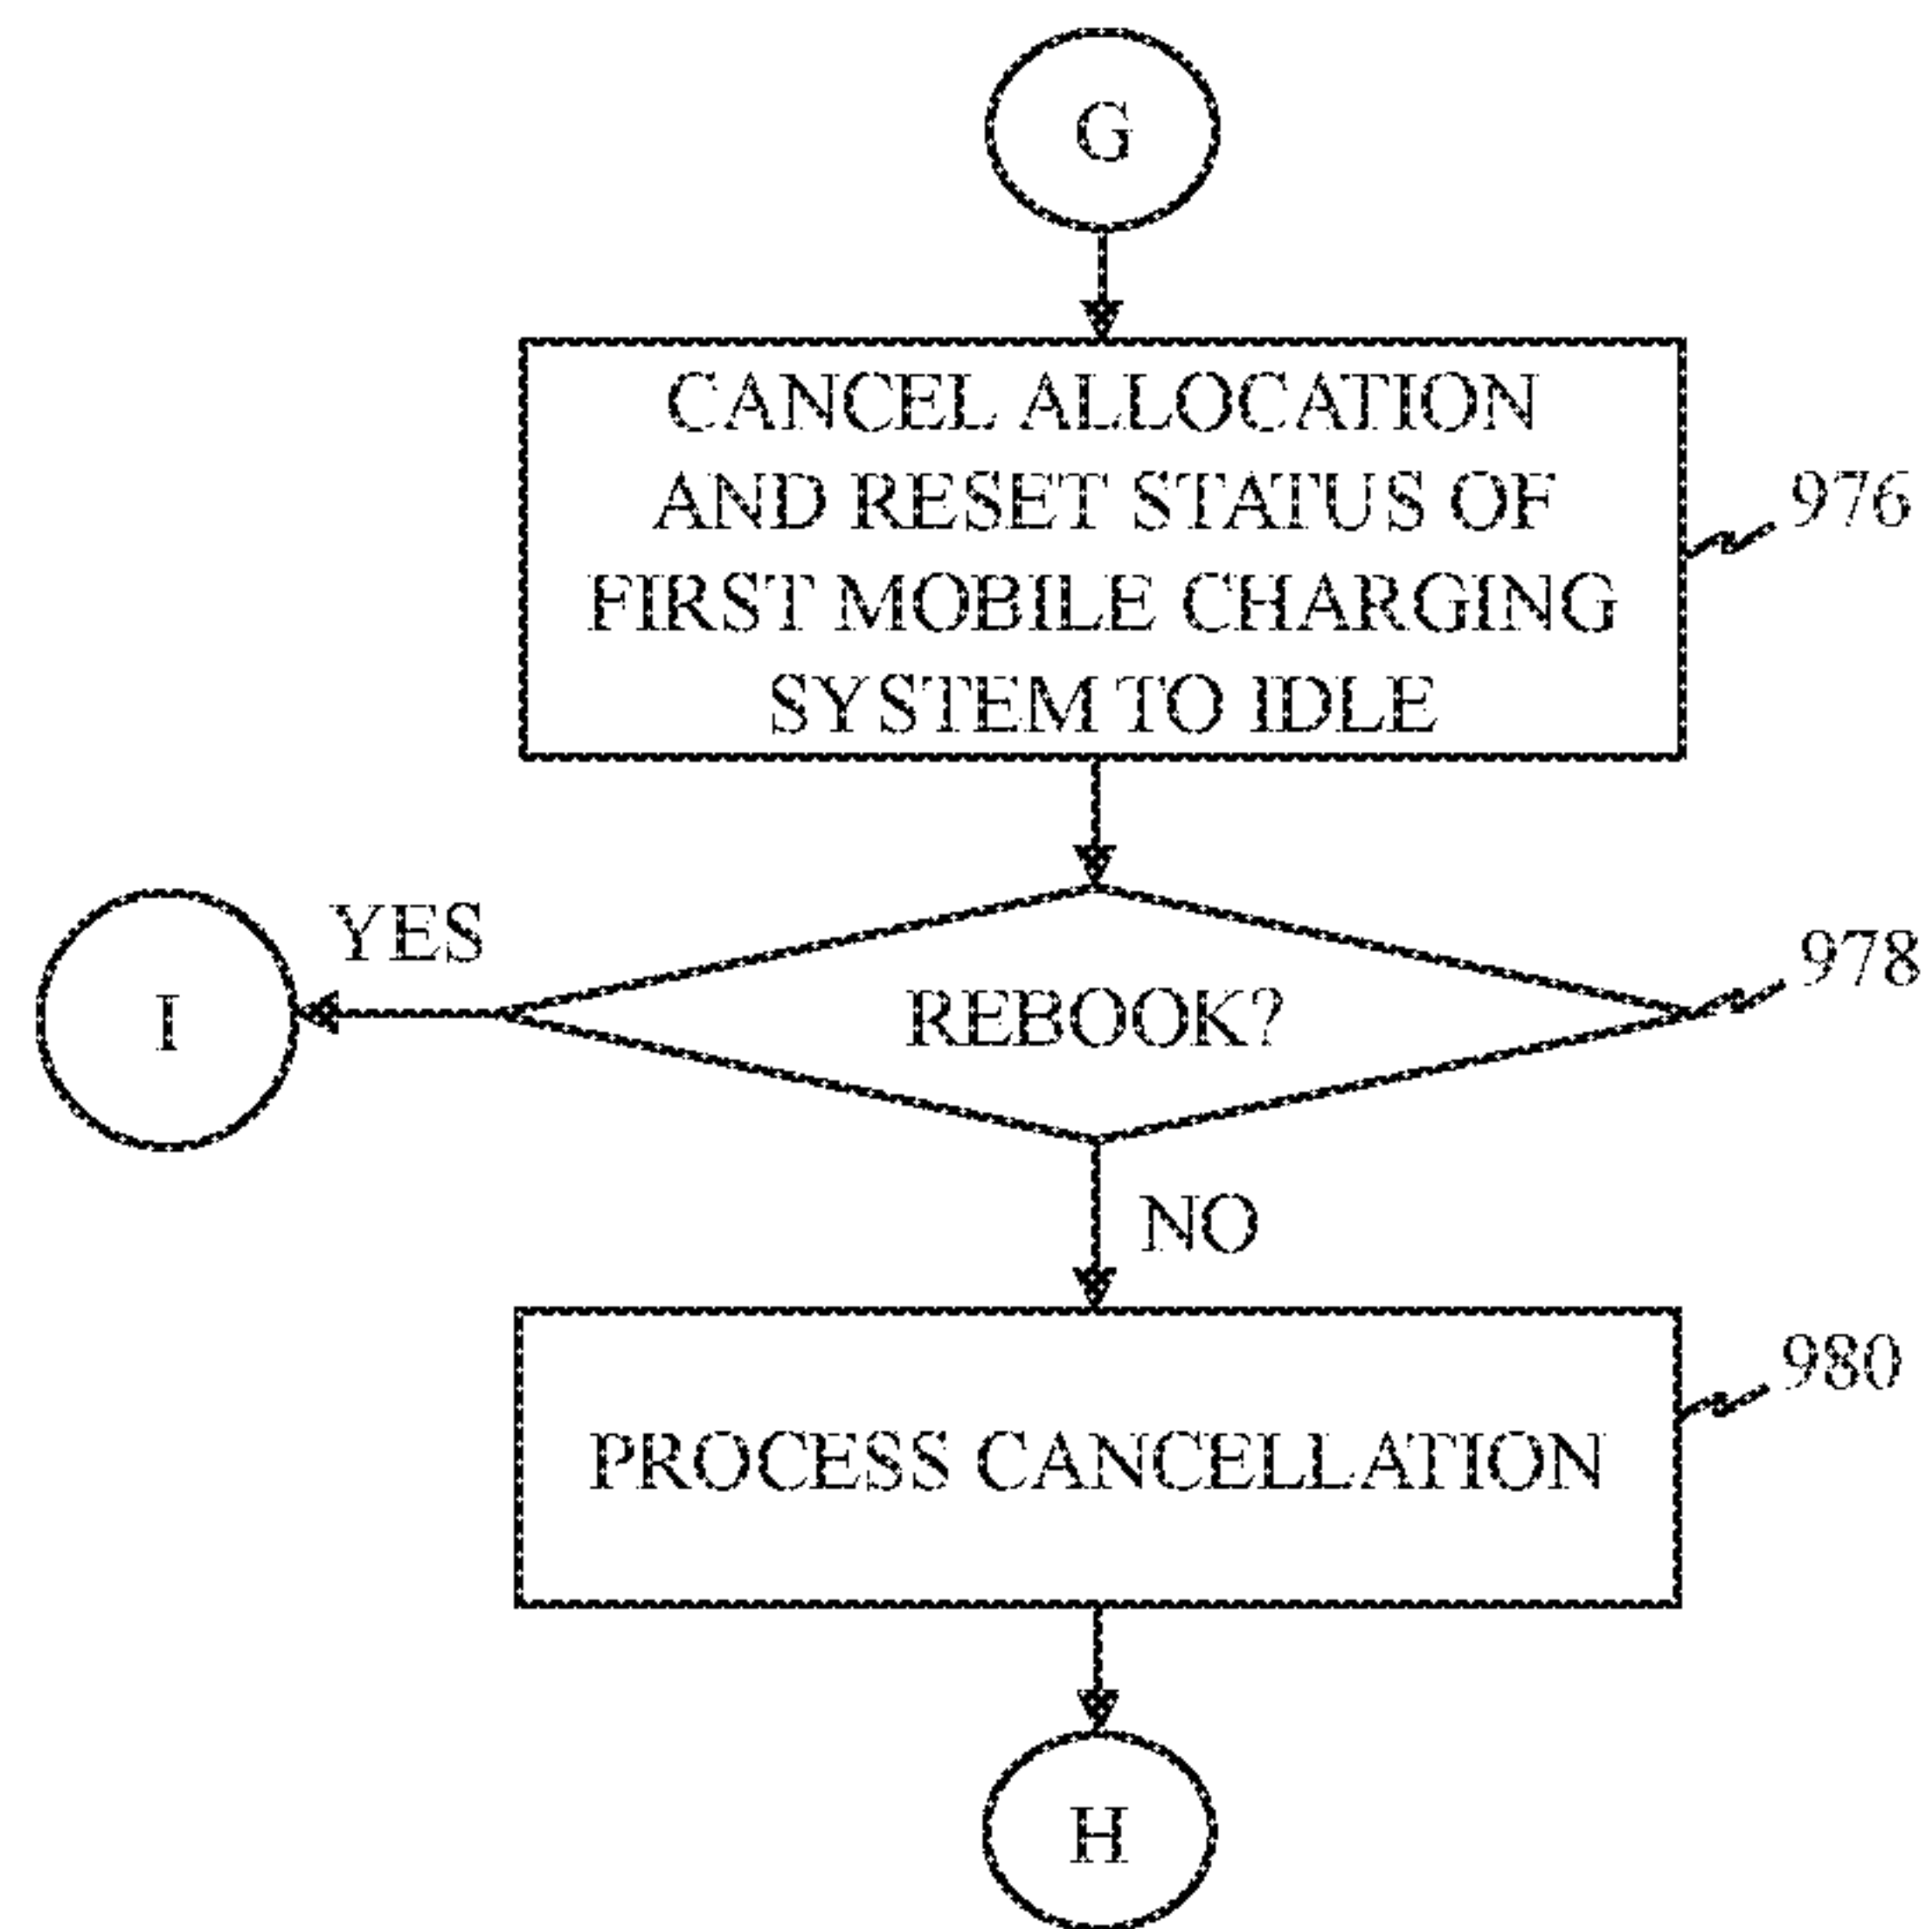 G
CANCEL ALLOCATION
AND RESET STATUS OF
FIRST MOBILE CHARGING
SYSTEM TO IDLE
976
YES
I
REBOOK?
978
NO
PROCESS CANCELLATION
980
H